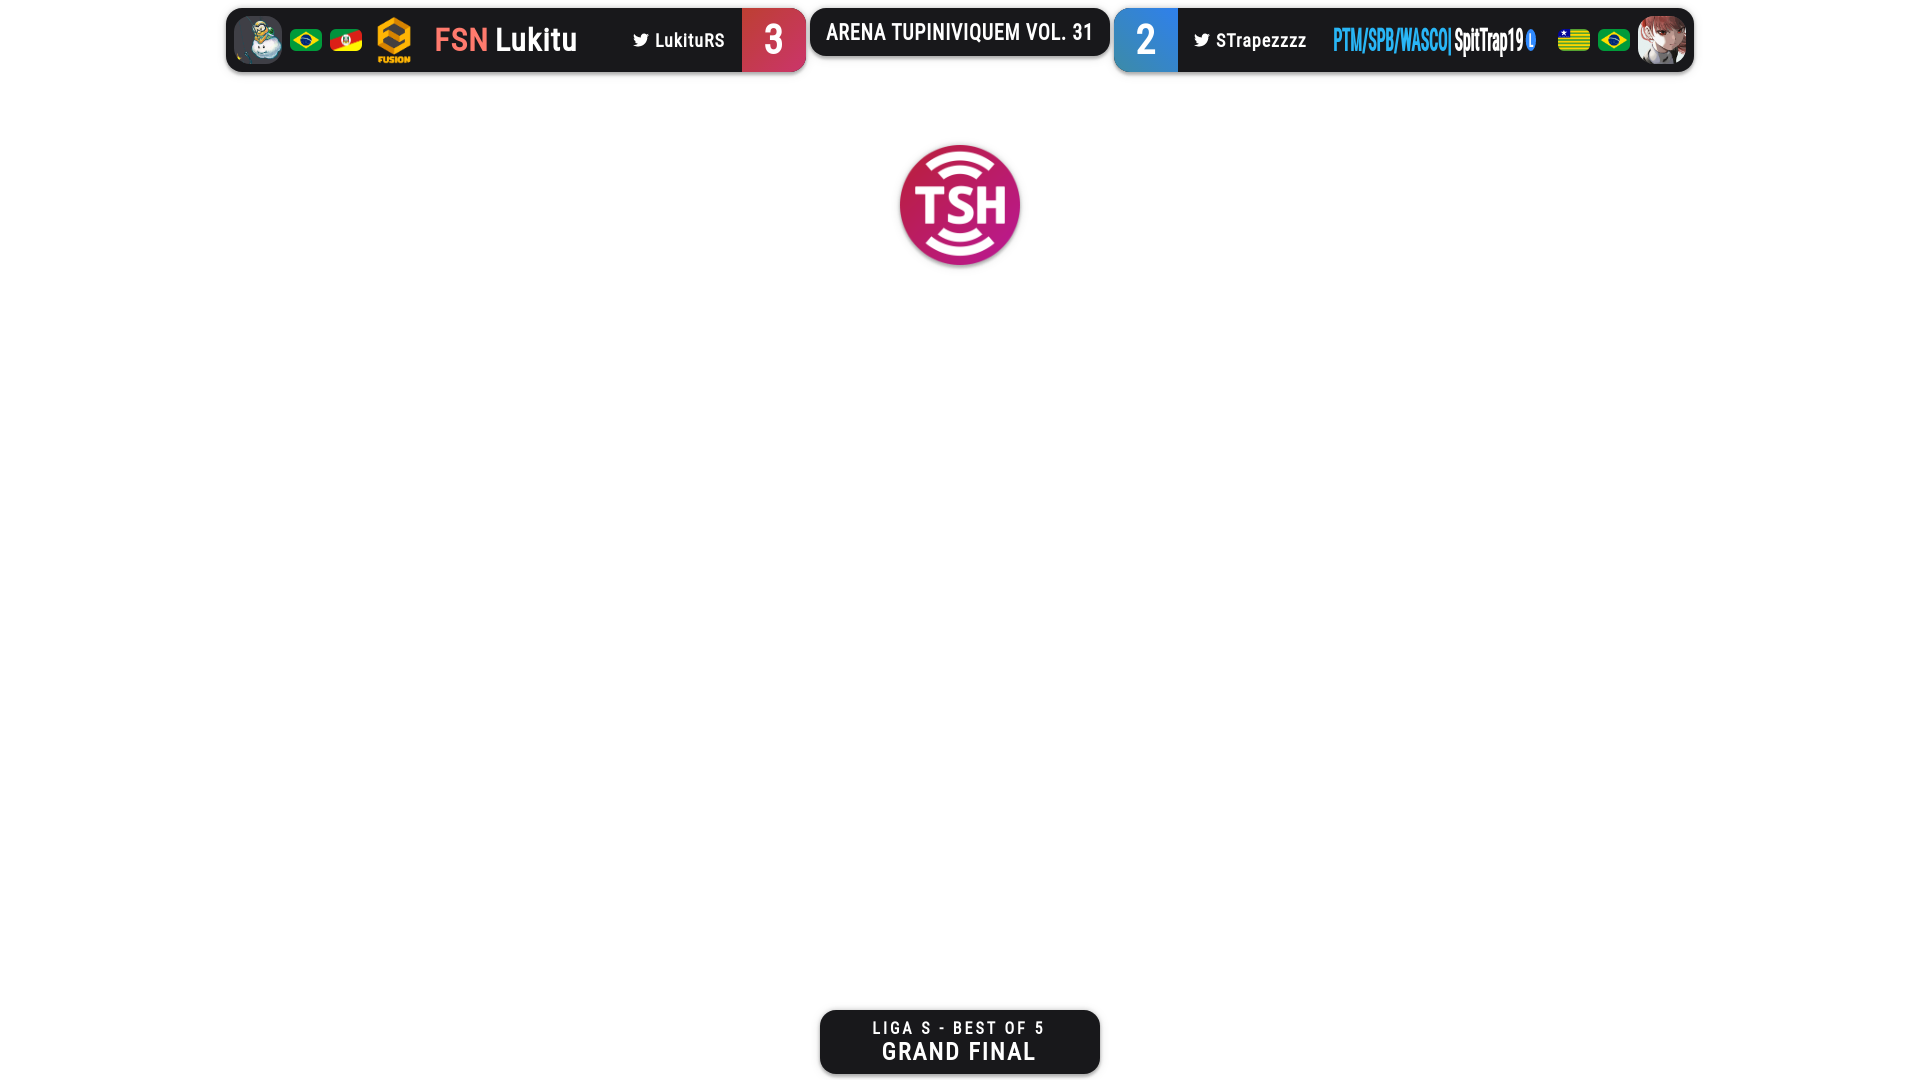 FUSION
FSN Lukitu
LukituRS
3
ARENA TUPINIVIQUEM VOL. 31
2
STrapezzzz
PTM/SPB/WASCO| SpitTrap19 L
TSH
LIGA S - BEST OF 5
GRAND FINAL